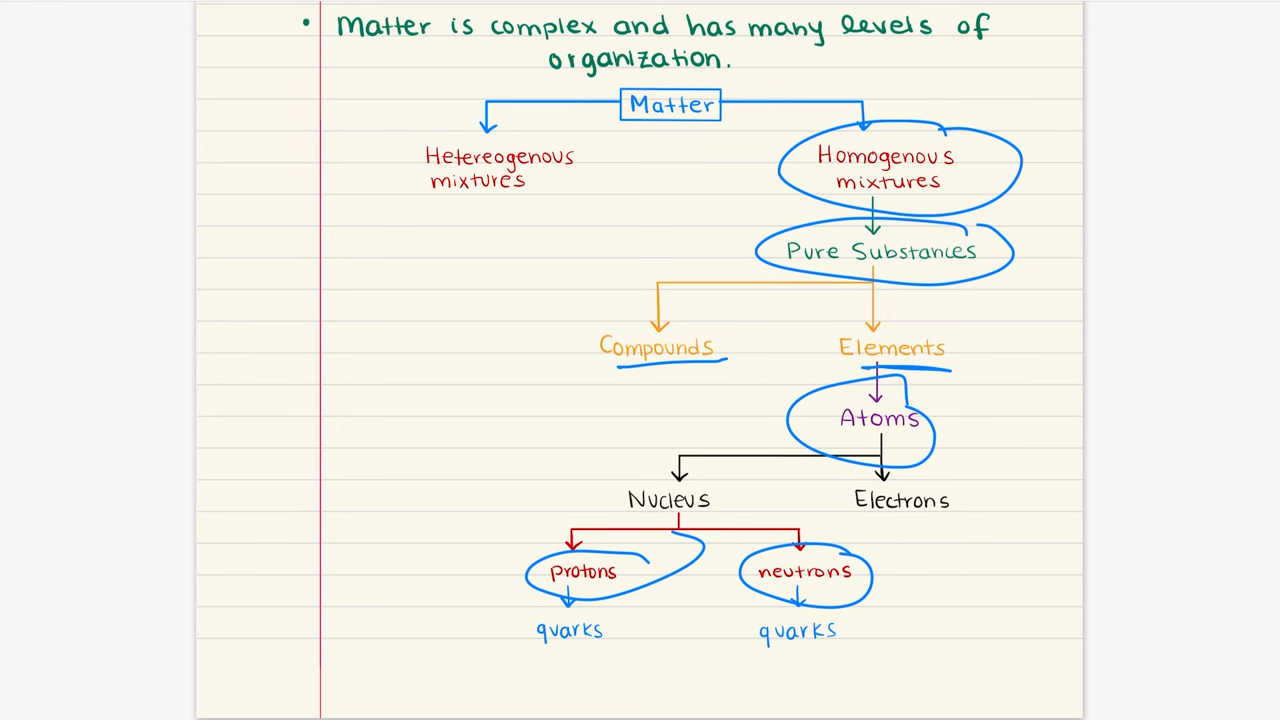 • Matter is complex and has many levels of
organization.
Matter
Hetereogenous
mixtures
Homogenous
mixtures
Pure Substances
Compounds
Elements
Atoms
Nucleus
Electrons
protons
neutrons
quarks
quarks